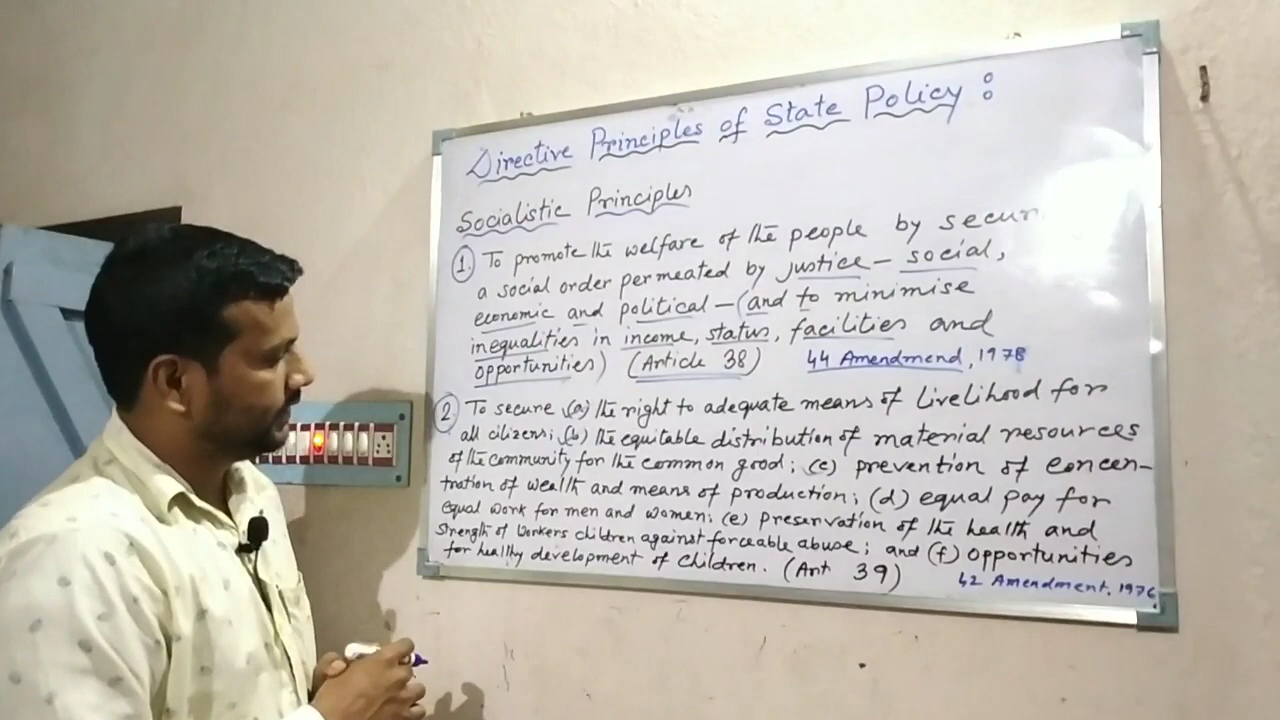 Directive Principles of State Policy :
Socialistic Principles
1. To promote the welfare of the people by secur
a social order permeated by justice – social,
economic and political – (and to minimise
inequalities in income, status, facilities and
opportunities) (Article 38) 44 Amendmend, 1978
2. To secure (a) the right to adequate means of livelihood for
all citizens; (b) the equitable distribution of material resources
of the community for the common good; (c) prevention of concen-
tration of wealth and means of production; (d) equal pay for
equal work for men and women; (e) preservation of the health and
strength of workers children against forceable abuse; and (f) opportunities
for healthy development of children. (Art 39)
42 Amendment, 1976